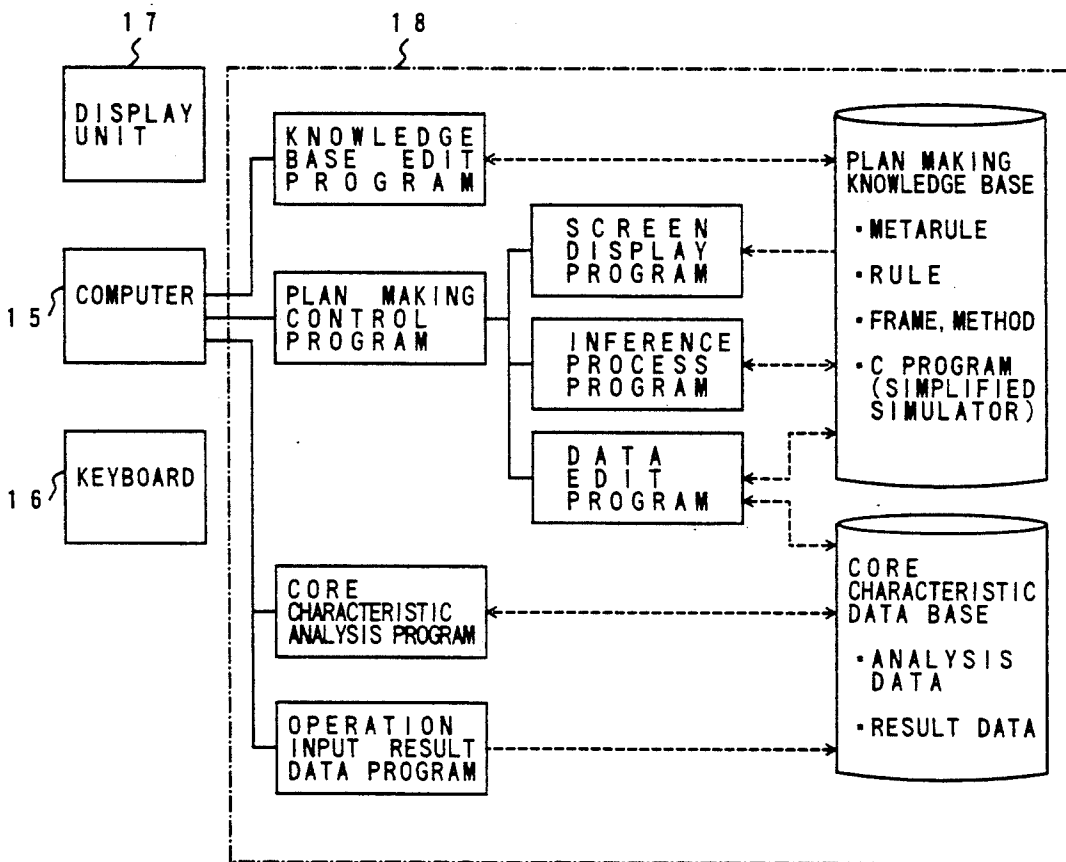 17
18
DISPLAY
UNIT
KNOWLEDGE
BASE EDIT
PROGRAM
PLAN MAKING
KNOWLEDGE BASE
▪METARULE
▪RULE
▪FRAME, METHOD
▪C PROGRAM
(SIMPLIFIED
SIMULATOR)
SCREEN
DISPLAY
PROGRAM
15
COMPUTER
PLAN MAKING
CONTROL
PROGRAM
INFERENCE
PROCESS
PROGRAM
16
KEYBOARD
DATA
EDIT
PROGRAM
CORE
CHARACTERISTIC
ANALYSIS PROGRAM
CORE
CHARACTERISTIC
DATA BASE
▪ANALYSIS
DATA
▪RESULT DATA
OPERATION
INPUT RESULT
DATA PROGRAM